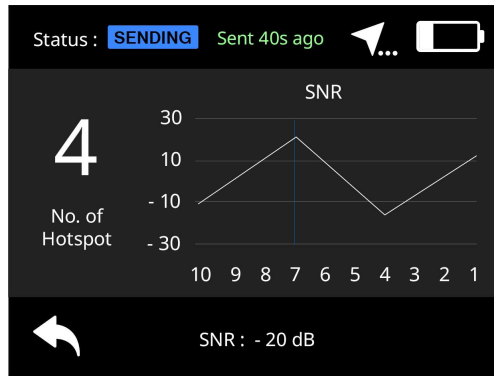 Status : SENDING Sent 40s ago
SNR
30
10
- 10
- 30
10 9 8 7 6 5 4 3 2 1
4
No. of
Hotspot
SNR : - 20 dB